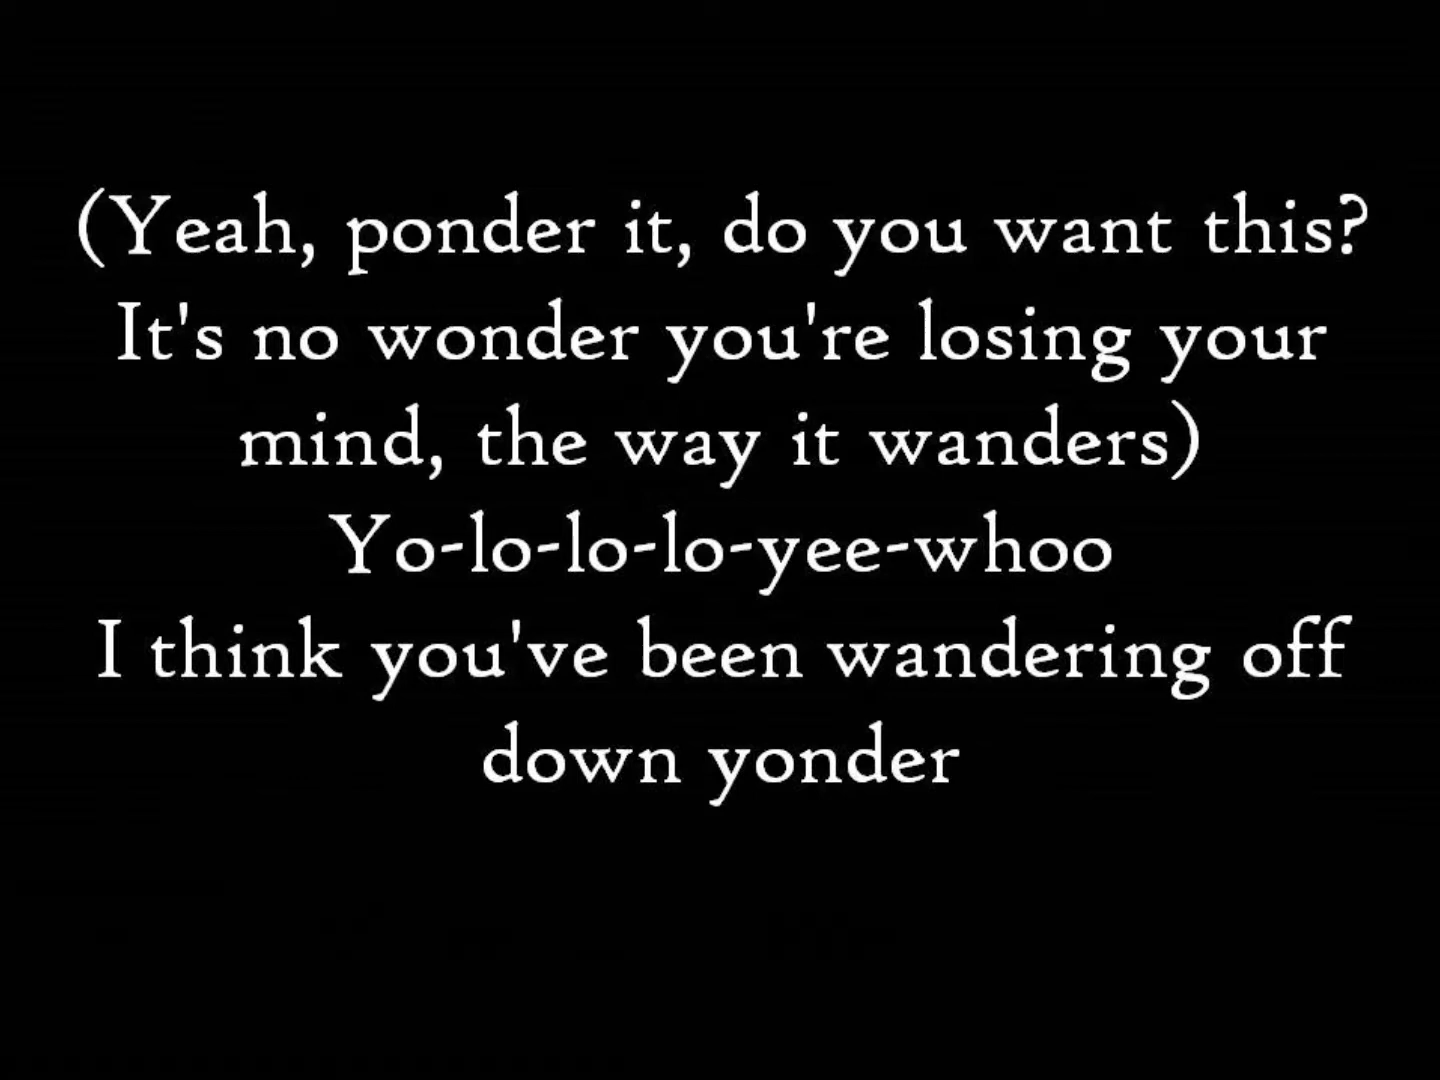 (Yeah, ponder it, do you want this?
It's no wonder you're losing your
mind, the way it wanders)
Yo-lo-lo-lo-yee-whoo
I think you've been wandering off
down yonder